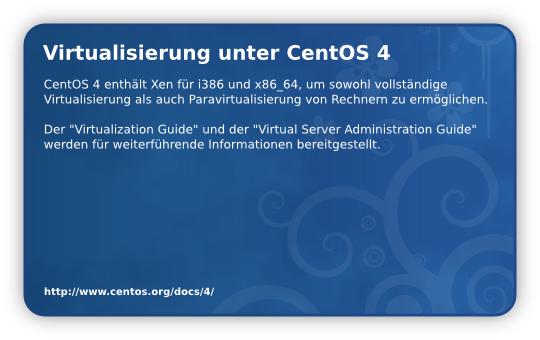 Virtualisierung unter CentOS 4
CentOS 4 enthält Xen für i386 und x86_64, um sowohl vollständige
Virtualisierung als auch Paravirtualisierung von Rechnern zu ermöglichen.
Der "Virtualization Guide" und der "Virtual Server Administration Guide"
werden für weiterführende Informationen bereitgestellt.
http://www.centos.org/docs/4/